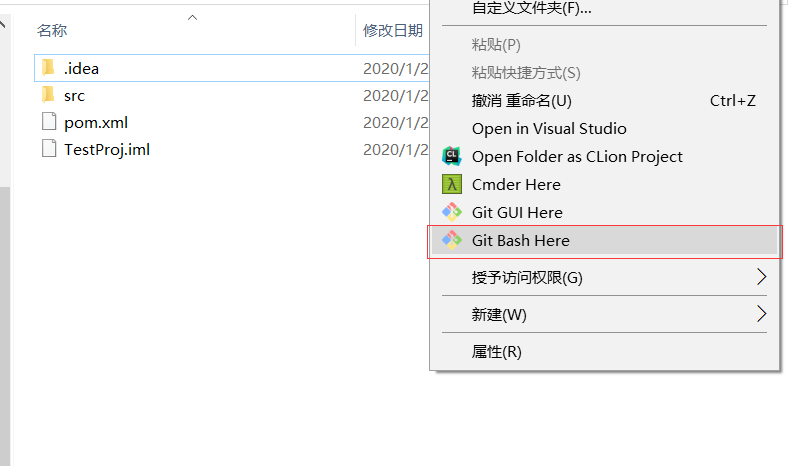 名称 修改日期
.idea 2020/1/2
src 2020/1/2
pom.xml 2020/1/2
TestProj.iml 2020/1/2
自定义文件夹(F)...
粘贴(P)
粘贴快捷方式(S)
撤消 重命名(U) Ctrl+Z
Open in Visual Studio
CL Open Folder as CLion Project
λ Cmder Here
Git GUI Here
Git Bash Here
授予访问权限(G)
新建(W)
属性(R)